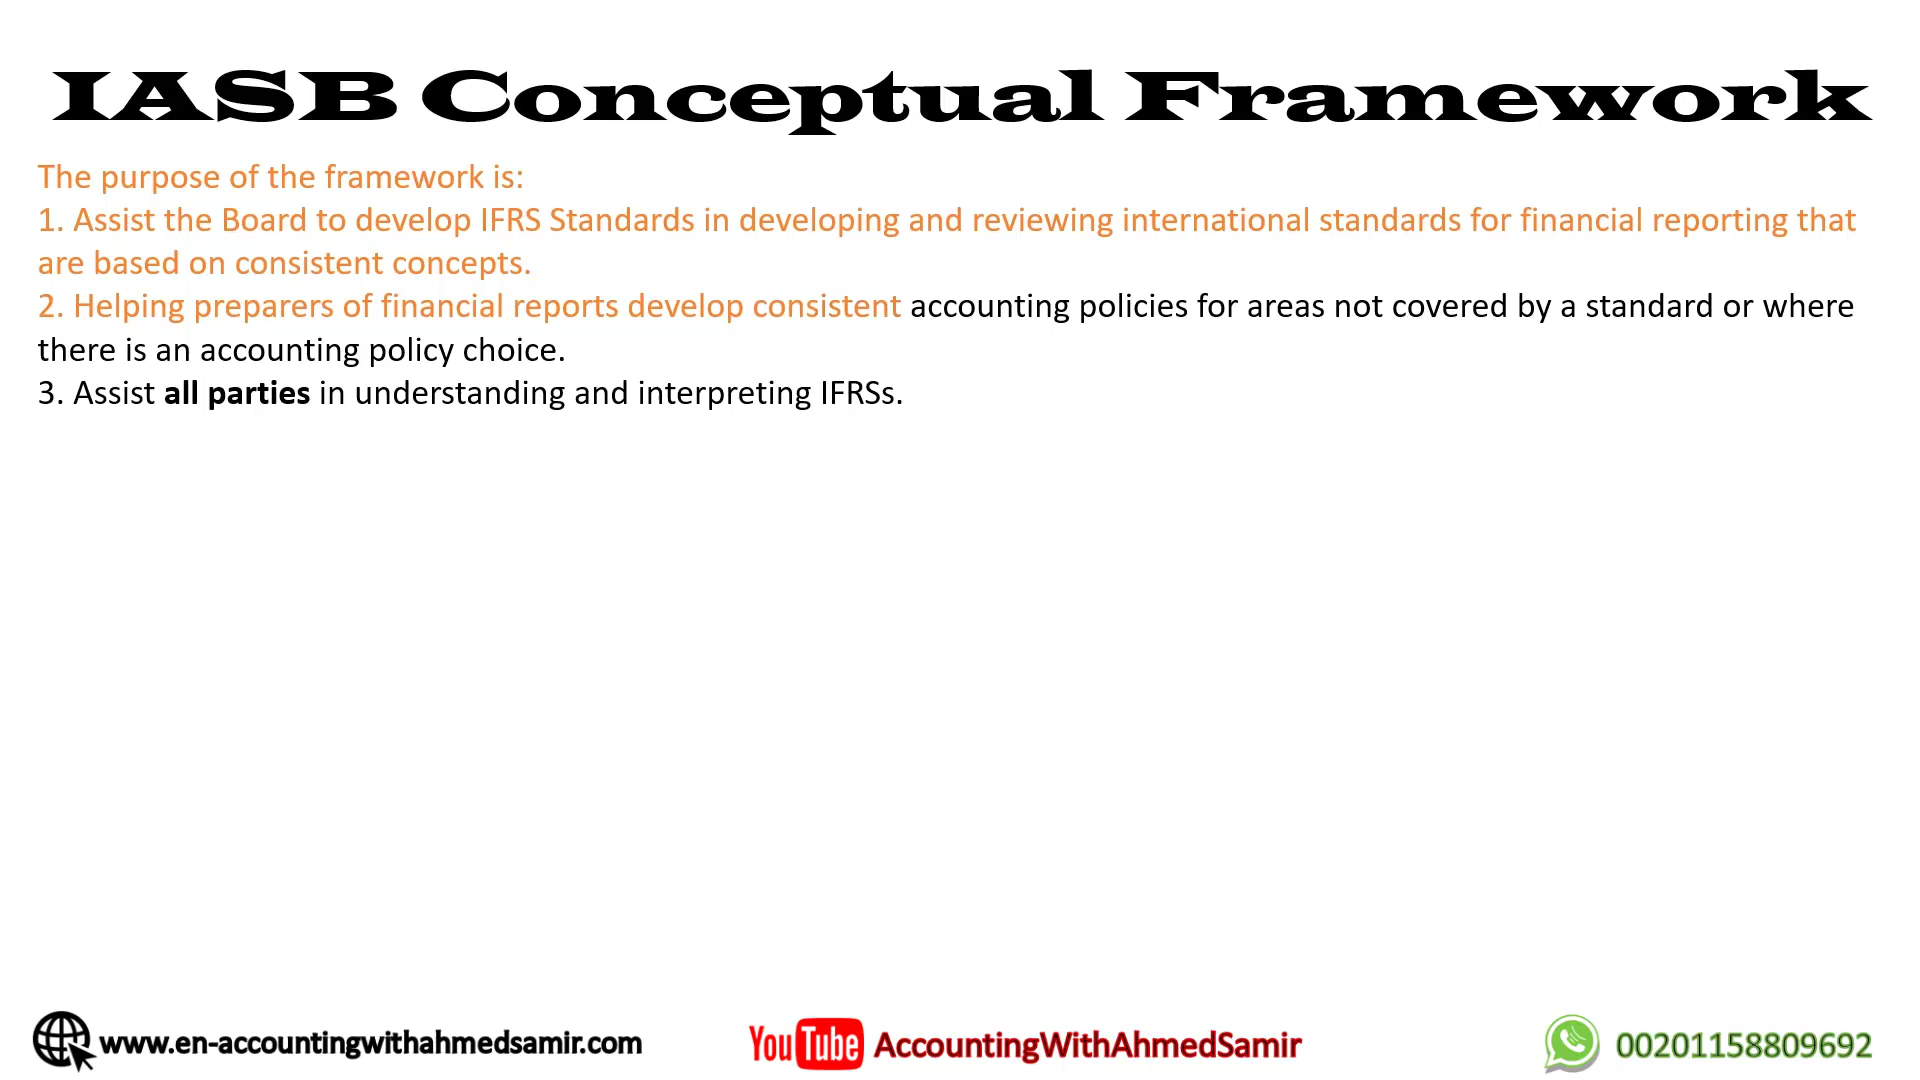 IASB Conceptual Framework
The purpose of the framework is:
1. Assist the Board to develop IFRS Standards in developing and reviewing international standards for financial reporting that
are based on consistent concepts.
2. Helping preparers of financial reports develop consistent accounting policies for areas not covered by a standard or where
there is an accounting policy choice.
3. Assist all parties in understanding and interpreting IFRSs.
www.en-accountingwithahmedsamir.com
YouTube AccountingWithAhmedSamir
00201158809692